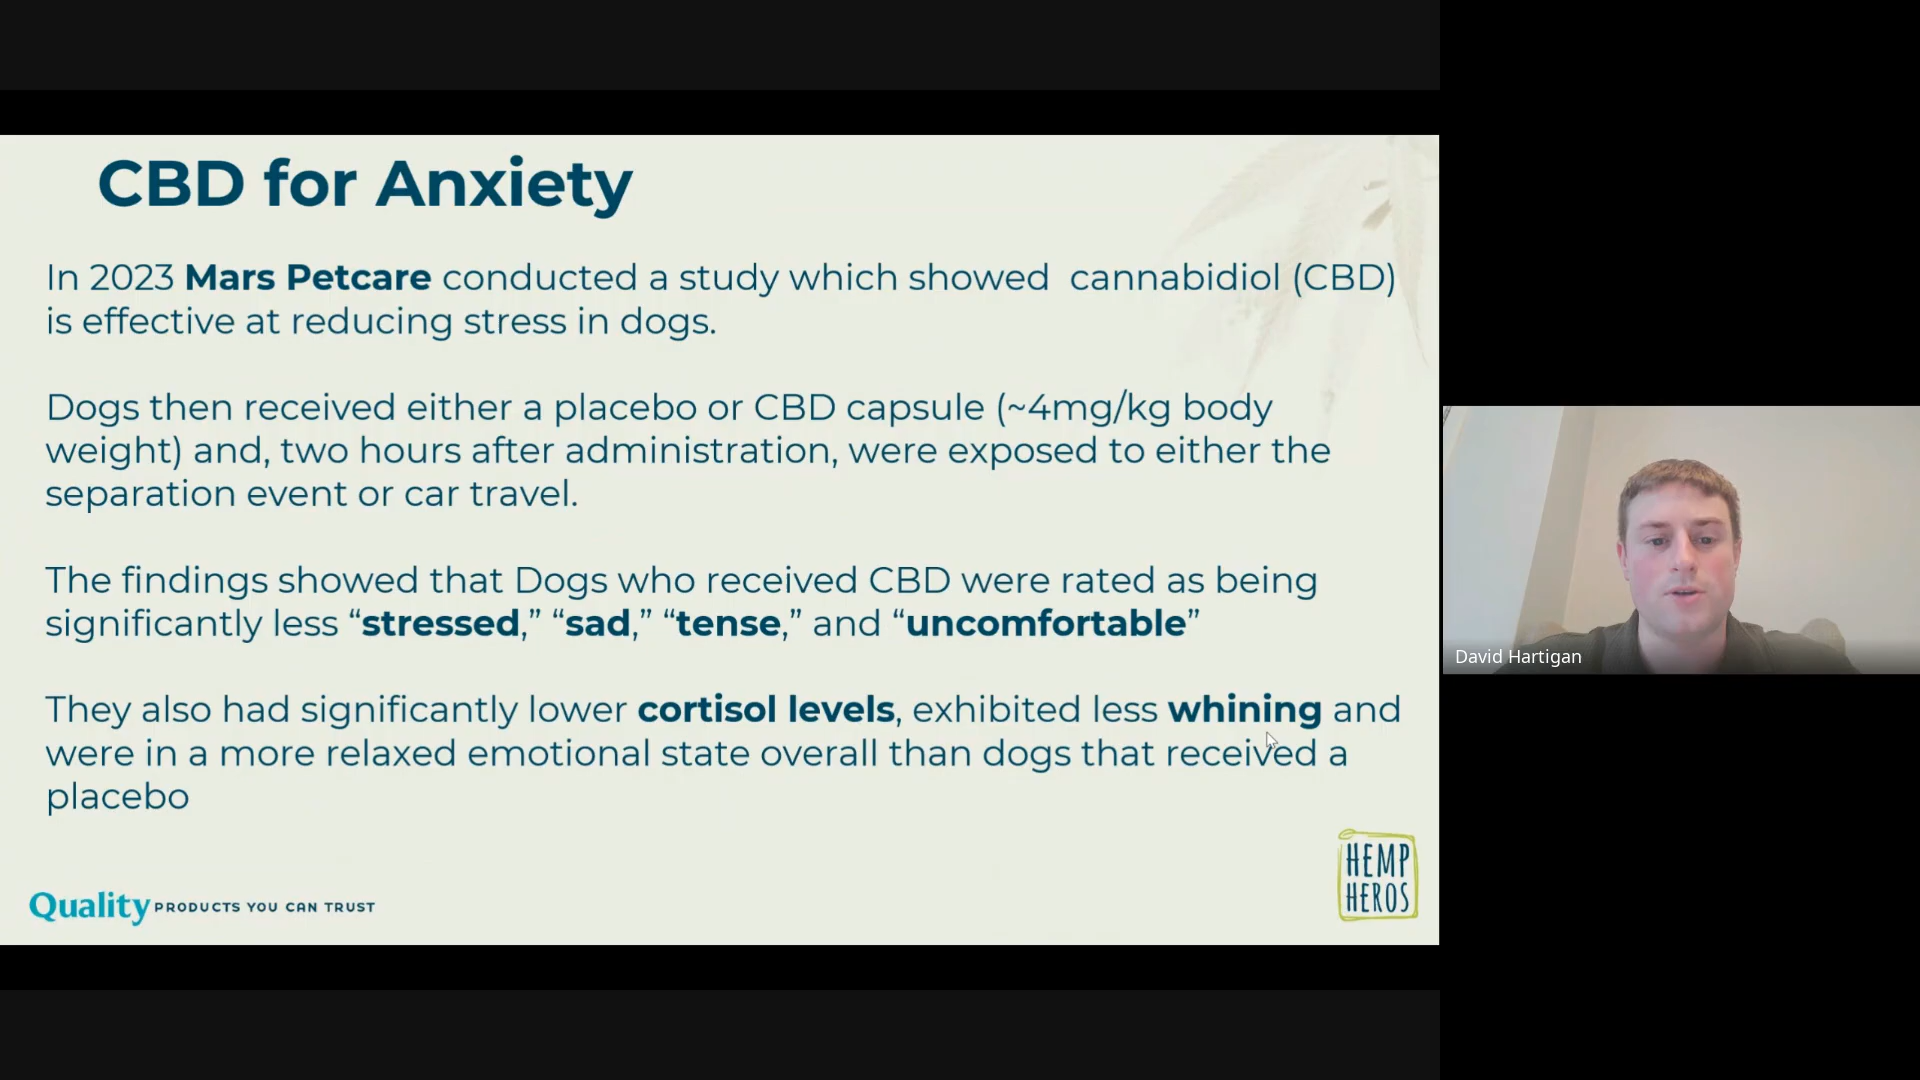 CBD for Anxiety
In 2023 Mars Petcare conducted a study which showed  cannabidiol (CBD)
is effective at reducing stress in dogs.
Dogs then received either a placebo or CBD capsule (~4mg/kg body
weight) and, two hours after administration, were exposed to either the
separation event or car travel.
The findings showed that Dogs who received CBD were rated as being
significantly less “stressed,” “sad,” “tense,” and “uncomfortable”
They also had significantly lower cortisol levels, exhibited less whining and
were in a more relaxed emotional state overall than dogs that received a
placebo
Quality PRODUCTS YOU CAN TRUST
HEMP
HEROS
David Hartigan